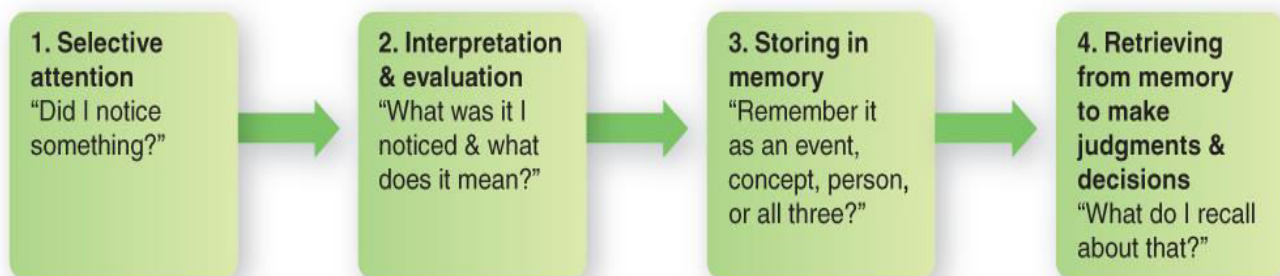 1. Selective
attention
“Did I notice
something?”
2. Interpretation
& evaluation
“What was it I
noticed & what
does it mean?”
3. Storing in
memory
“Remember it
as an event,
concept, person,
or all three?”
4. Retrieving
from memory
to make
judgments &
decisions
“What do I recall
about that?”